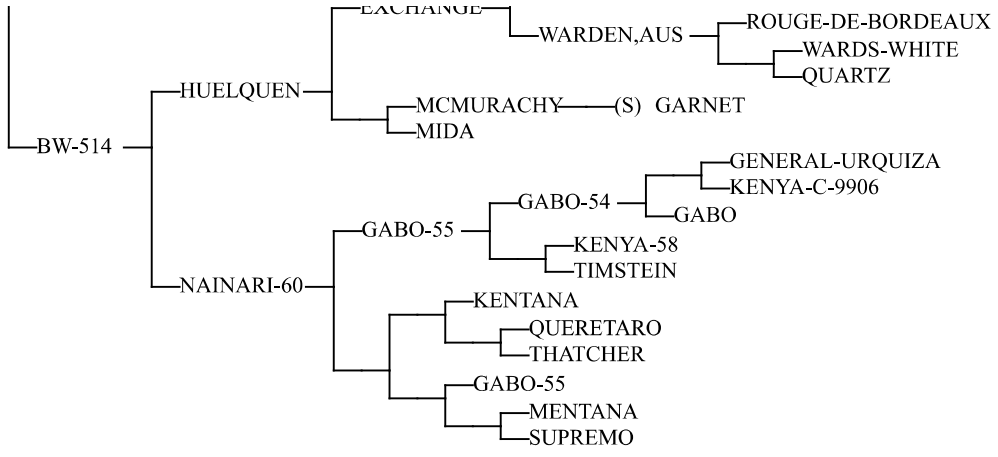 EXCHANGE
WARDEN,AUS
ROUGE-DE-BORDEAUX
WARDS-WHITE
QUARTZ
HUELQUEN
MCMURACHY (S) GARNET
MIDA
BW-514
GENERAL-URQUIZA
KENYA-C-9906
GABO-54
GABO
GABO-55
KENYA-58
TIMSTEIN
NAINARI-60
KENTANA
QUERETARO
THATCHER
GABO-55
MENTANA
SUPREMO